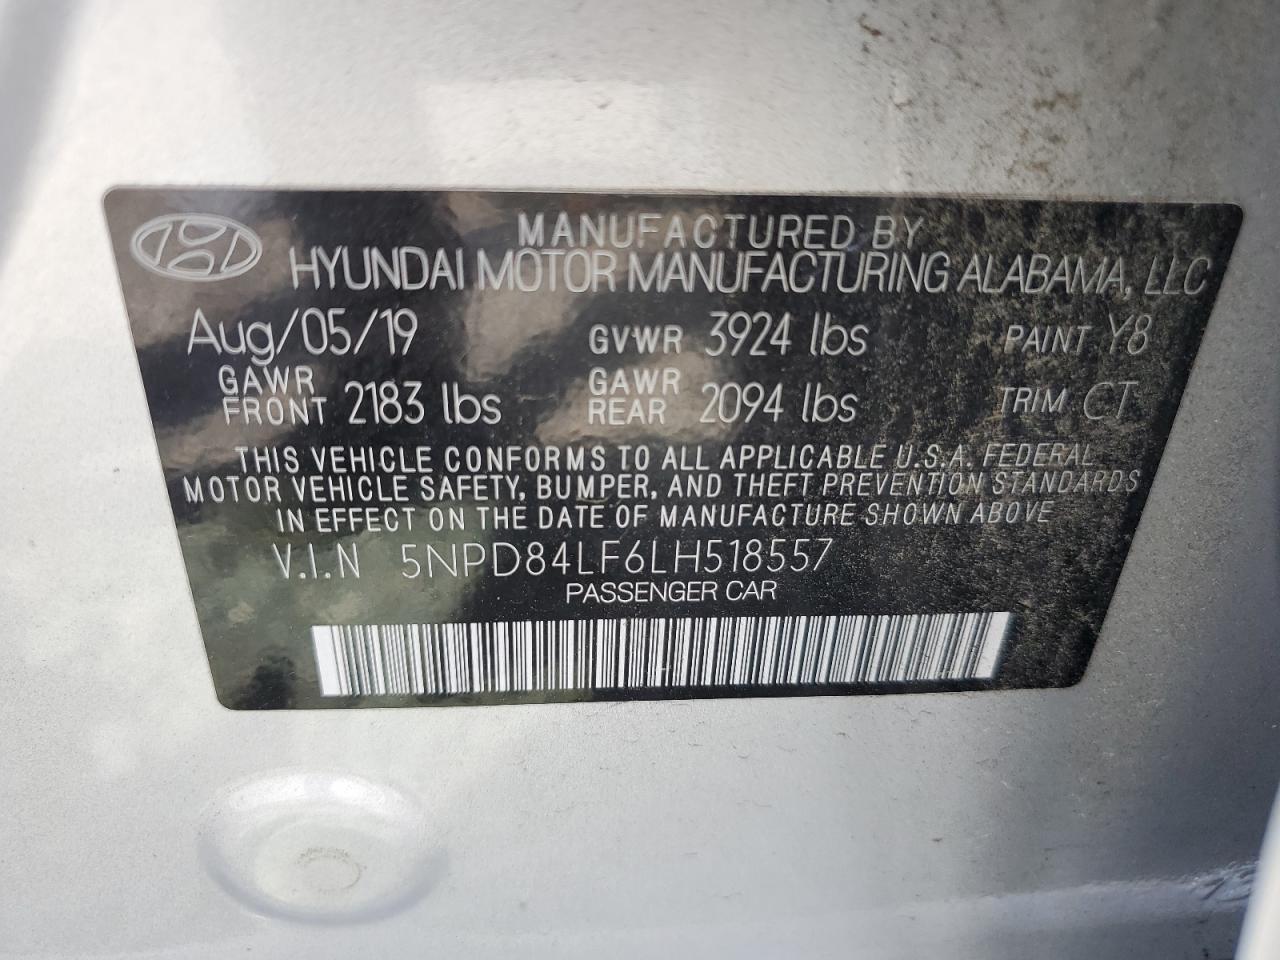 MANUFACTURED BY
HYUNDAI MOTOR MANUFACTURING ALABAMA, LLC
Aug/05/19 GVWR 3924 lbs PAINT Y8
GAWR FRONT 2183 lbs GAWR REAR 2094 lbs TRIM CT
THIS VEHICLE CONFORMS TO ALL APPLICABLE U.S.A. FEDERAL
MOTOR VEHICLE SAFETY, BUMPER, AND THEFT PREVENTION STANDARDS
IN EFFECT ON THE DATE OF MANUFACTURE SHOWN ABOVE
V.I.N 5NPD84LF6LH518557
PASSENGER CAR